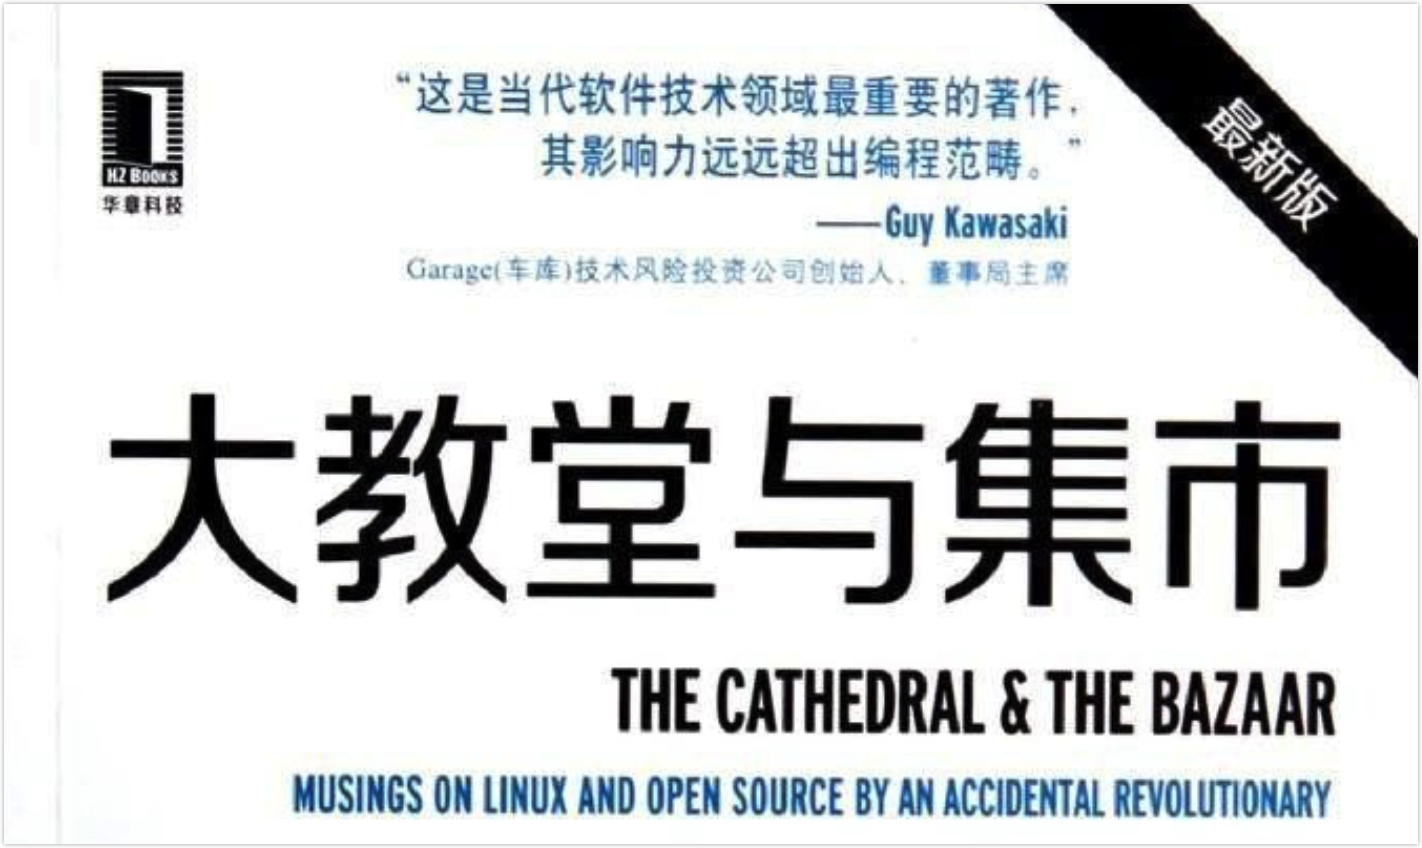 “这是当代软件技术领域最重要的著作，
其影响力远远超出编程范畴。”
——Guy Kawasaki
Garage(车库)技术风险投资公司创始人、董事局主席
最新版
HZ BOOKS
华章科技
大教堂与集市
THE CATHEDRAL & THE BAZAAR
MUSINGS ON LINUX AND OPEN SOURCE BY AN ACCIDENTAL REVOLUTIONARY